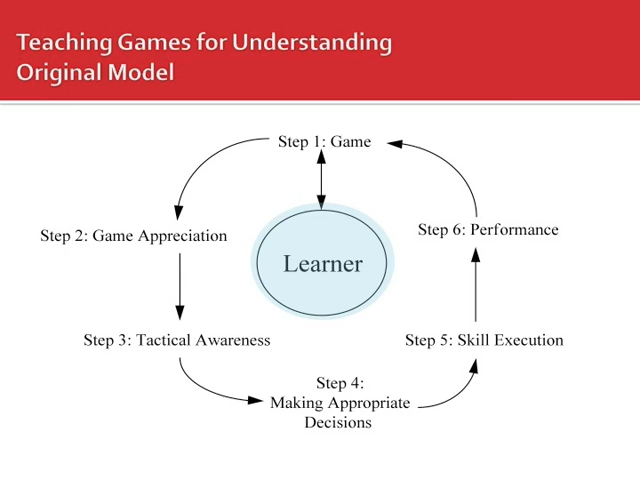 Teaching Games for Understanding
Original Model
Step 1: Game
Step 2: Game Appreciation
Step 6: Performance
Learner
Step 3: Tactical Awareness
Step 5: Skill Execution
Step 4:
Making Appropriate
Decisions